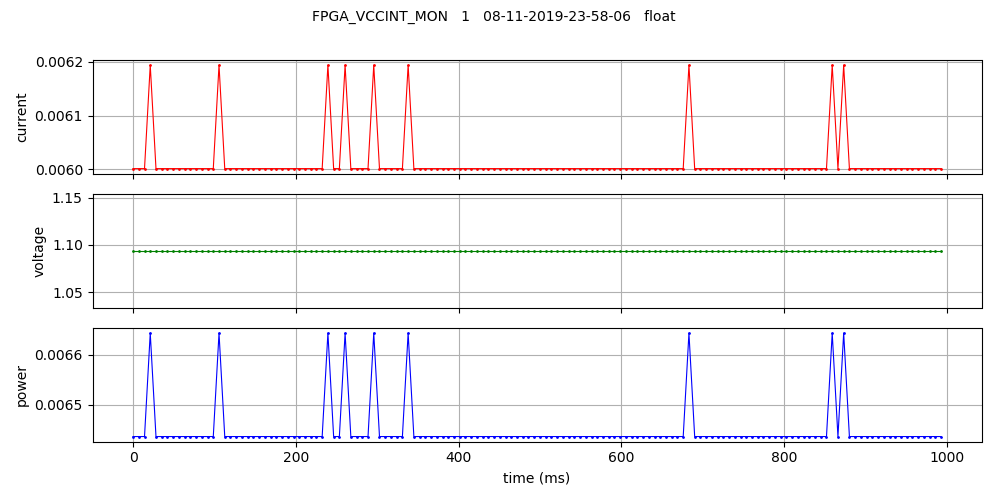 FPGA_VCCINT_MON 1 08-11-2019-23-58-06 float
0.0062
0.0061
0.0060
current
1.15
1.10
1.05
voltage
0.0066
0.0065
power
0 200 400 600 800 1000
time (ms)